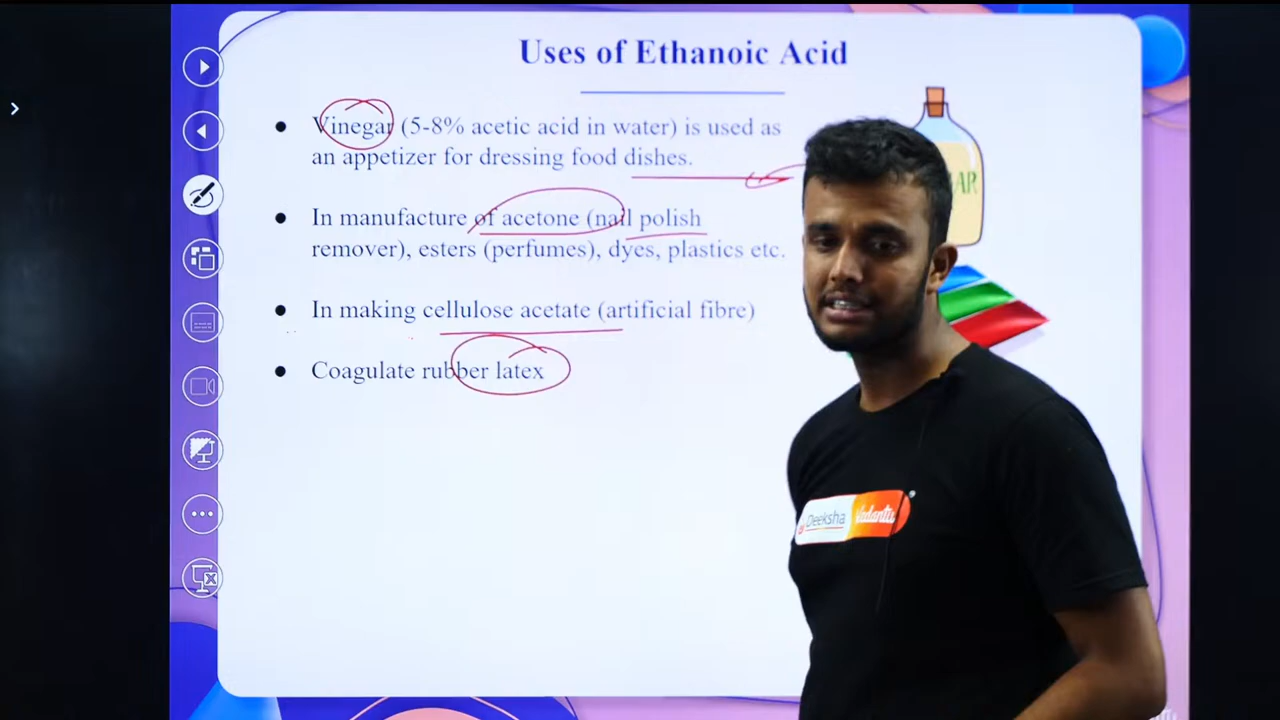 Uses of Ethanoic Acid
● Vinegar (5-8% acetic acid in water) is used as
an appetizer for dressing food dishes.
● In manufacture of acetone (nail polish
remover), esters (perfumes), dyes, plastics etc.
● In making cellulose acetate (artificial fibre)
● Coagulate rubber latex
AR
Deeksha Vedantu